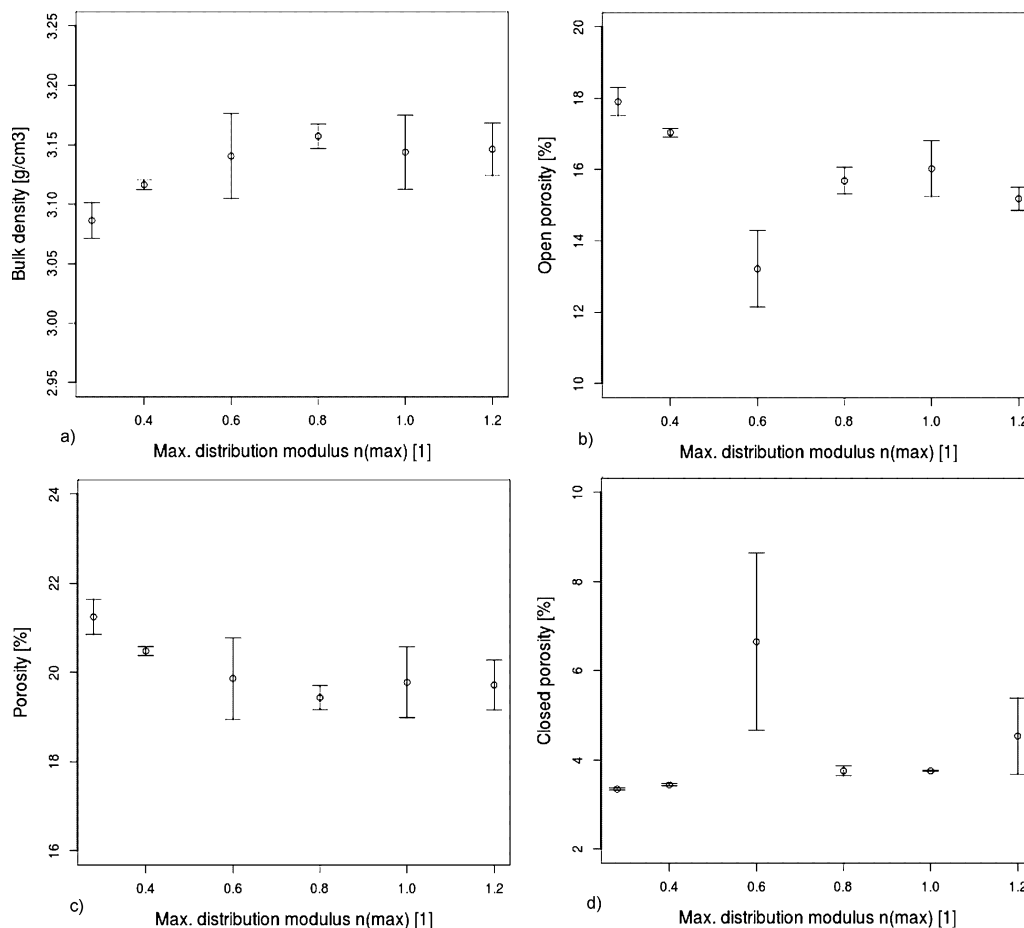 3.25
3.20
3.15
3.10
3.05
3.00
2.95
Bulk density [g/cm3]
0.4 0.6 0.8 1.0 1.2
Max. distribution modulus n(max) [1]
a)
20
18
16
14
12
10
Open porosity [%]
0.4 0.6 0.8 1.0 1.2
Max. distribution modulus n(max) [1]
b)
24
22
20
18
16
Porosity [%]
0.4 0.6 0.8 1.0 1.2
Max. distribution modulus n(max) [1]
c)
10
8
6
4
2
Closed porosity [%]
0.4 0.6 0.8 1.0 1.2
Max. distribution modulus n(max) [1]
d)